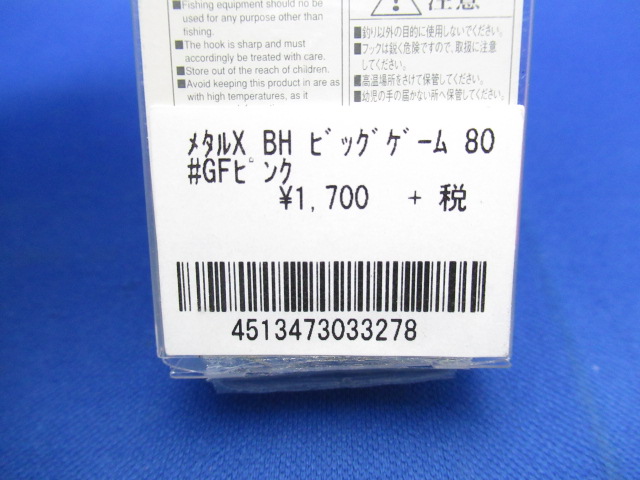 ■Fishing equipment should no be
used for any purpose other than
fishing.
■The hook is sharp and must
accordingly be treated with care.
■Store out of the reach of children.
■Avoid keeping this product in are as
with high temperatures, as it
注意
■釣り以外の目的に使用しないでください。
■フックは鋭く危険ですので、取扱に注意
してください。
■高温場所をさけて保管してください。
■幼児の手の届かない所へ保管してください。
ﾒﾀﾙX BH ﾋﾞｯｸﾞｹﾞｰﾑ 80
#GFﾋﾟﾝｸ
¥1,700 + 税
4513473033278